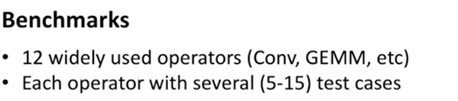 Benchmarks
• 12 widely used operators (Conv, GEMM, etc)
• Each operator with several (5-15) test cases